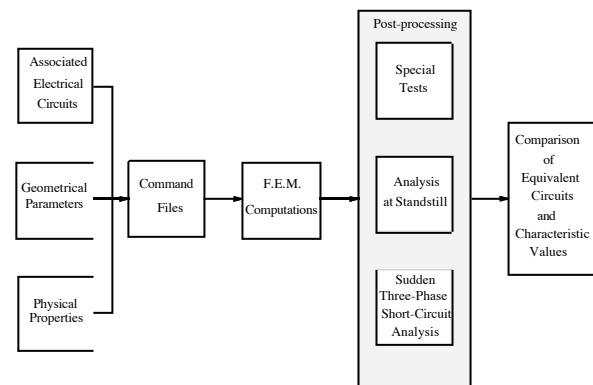 Post-processing
Associated
Electrical
Circuits
Geometrical
Parameters
Physical
Properties
Command
Files
F.E.M.
Computations
Special
Tests
Analysis
at Standstill
Sudden
Three-Phase
Short-Circuit
Analysis
Comparison
of
Equivalent
Circuits
and
Characteristic
Values